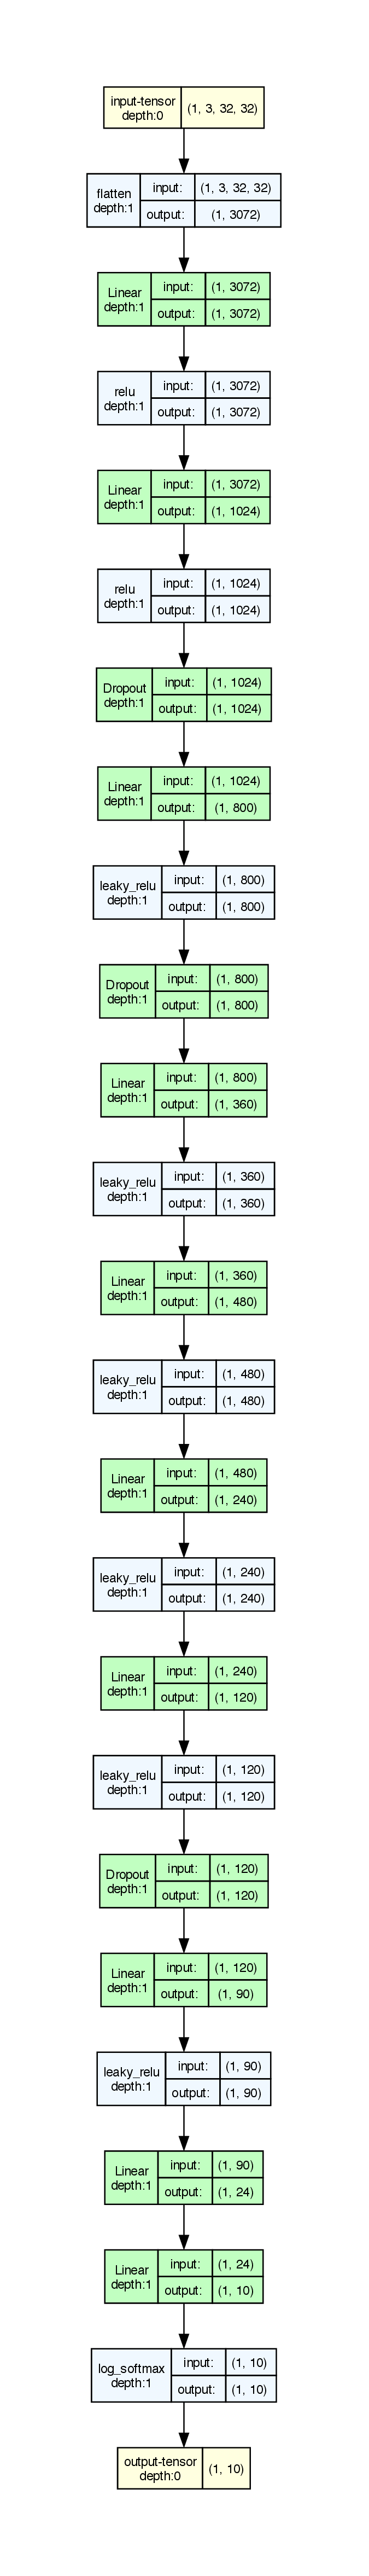 input-tensor
depth:0
(1, 3, 32, 32)
flatten
depth:1
input:
(1, 3, 32, 32)
output:
(1, 3072)
Linear
depth:1
input:
(1, 3072)
output:
(1, 3072)
relu
depth:1
input:
(1, 3072)
output:
(1, 3072)
Linear
depth:1
input:
(1, 3072)
output:
(1, 1024)
relu
depth:1
input:
(1, 1024)
output:
(1, 1024)
Dropout
depth:1
input:
(1, 1024)
output:
(1, 1024)
Linear
depth:1
input:
(1, 1024)
output:
(1, 800)
leaky_relu
depth:1
input:
(1, 800)
output:
(1, 800)
Dropout
depth:1
input:
(1, 800)
output:
(1, 800)
Linear
depth:1
input:
(1, 800)
output:
(1, 360)
leaky_relu
depth:1
input:
(1, 360)
output:
(1, 360)
Linear
depth:1
input:
(1, 360)
output:
(1, 480)
leaky_relu
depth:1
input:
(1, 480)
output:
(1, 480)
Linear
depth:1
input:
(1, 480)
output:
(1, 240)
leaky_relu
depth:1
input:
(1, 240)
output:
(1, 240)
Linear
depth:1
input:
(1, 240)
output:
(1, 120)
leaky_relu
depth:1
input:
(1, 120)
output:
(1, 120)
Dropout
depth:1
input:
(1, 120)
output:
(1, 120)
Linear
depth:1
input:
(1, 120)
output:
(1, 90)
leaky_relu
depth:1
input:
(1, 90)
output:
(1, 90)
Linear
depth:1
input:
(1, 90)
output:
(1, 24)
Linear
depth:1
input:
(1, 24)
output:
(1, 10)
log_softmax
depth:1
input:
(1, 10)
output:
(1, 10)
output-tensor
depth:0
(1, 10)